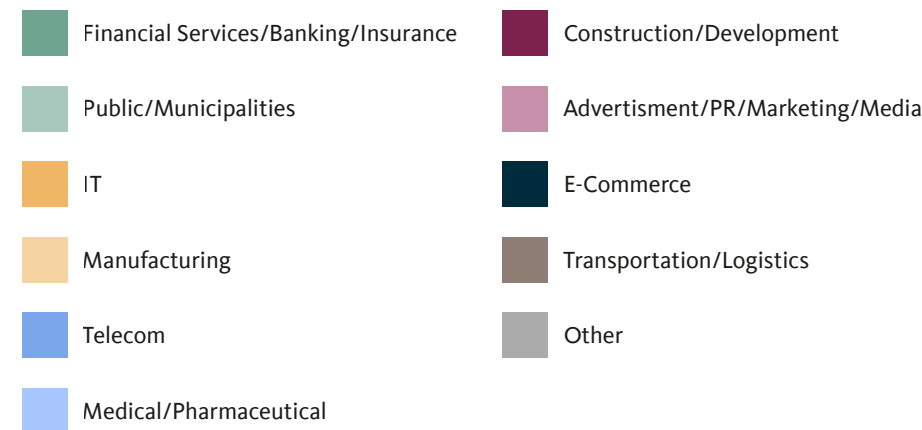 Financial Services/Banking/Insurance
Public/Municipalities
IT
Manufacturing
Telecom
Medical/Pharmaceutical
Construction/Development
Advertisment/PR/Marketing/Media
E-Commerce
Transportation/Logistics
Other